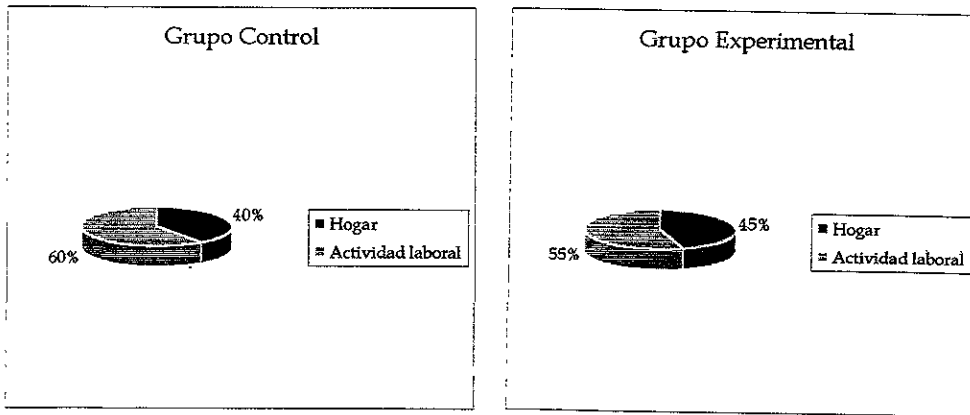 Grupo Control
40%
60%
Hogar
Actividad laboral
Grupo Experimental
45%
55%
Hogar
Actividad laboral